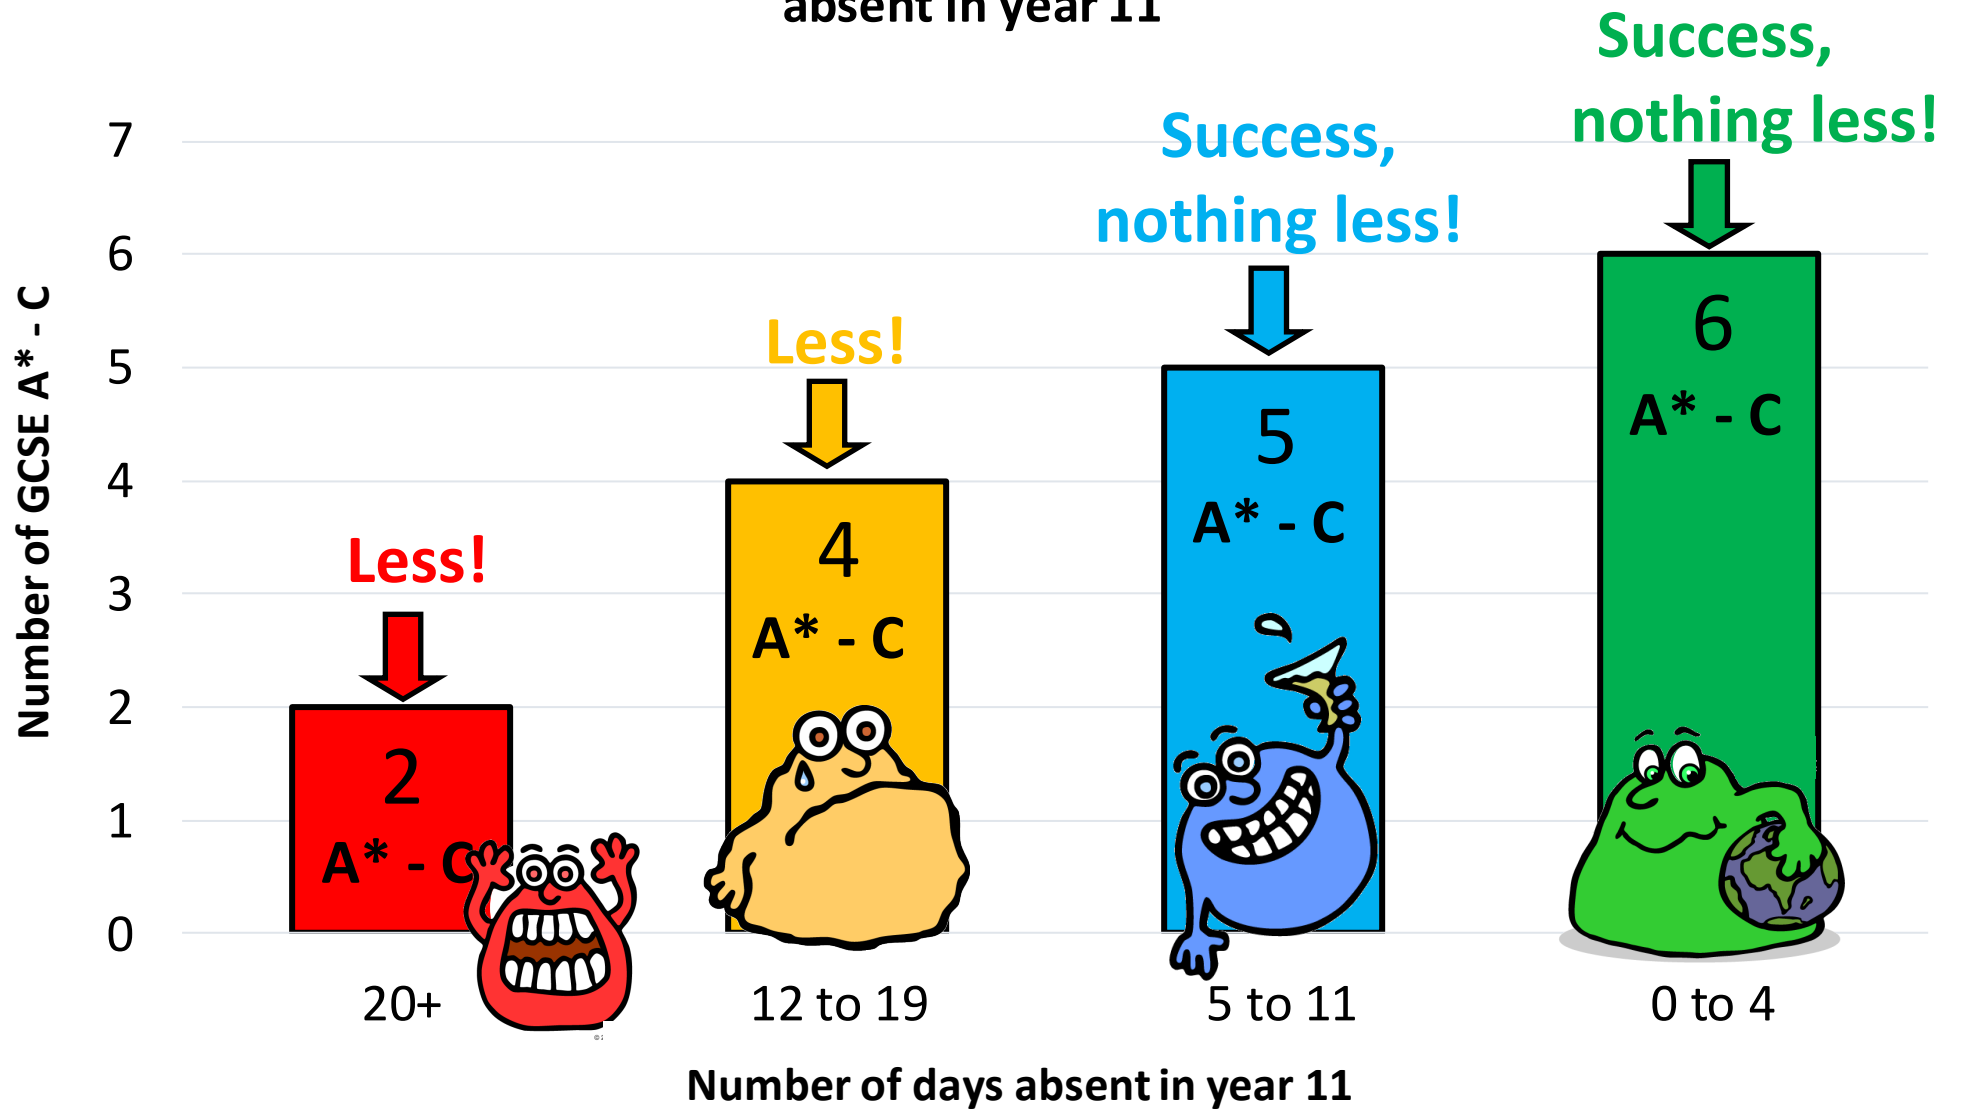 absent in year 11
Success,
nothing less!
Success,
nothing less!
Less!
Less!
Number of GCSE A* - C
7
6
5
4
3
2
1
0
2
A* - C
4
A* - C
5
A* - C
6
A* - C
20+
12 to 19
5 to 11
0 to 4
Number of days absent in year 11